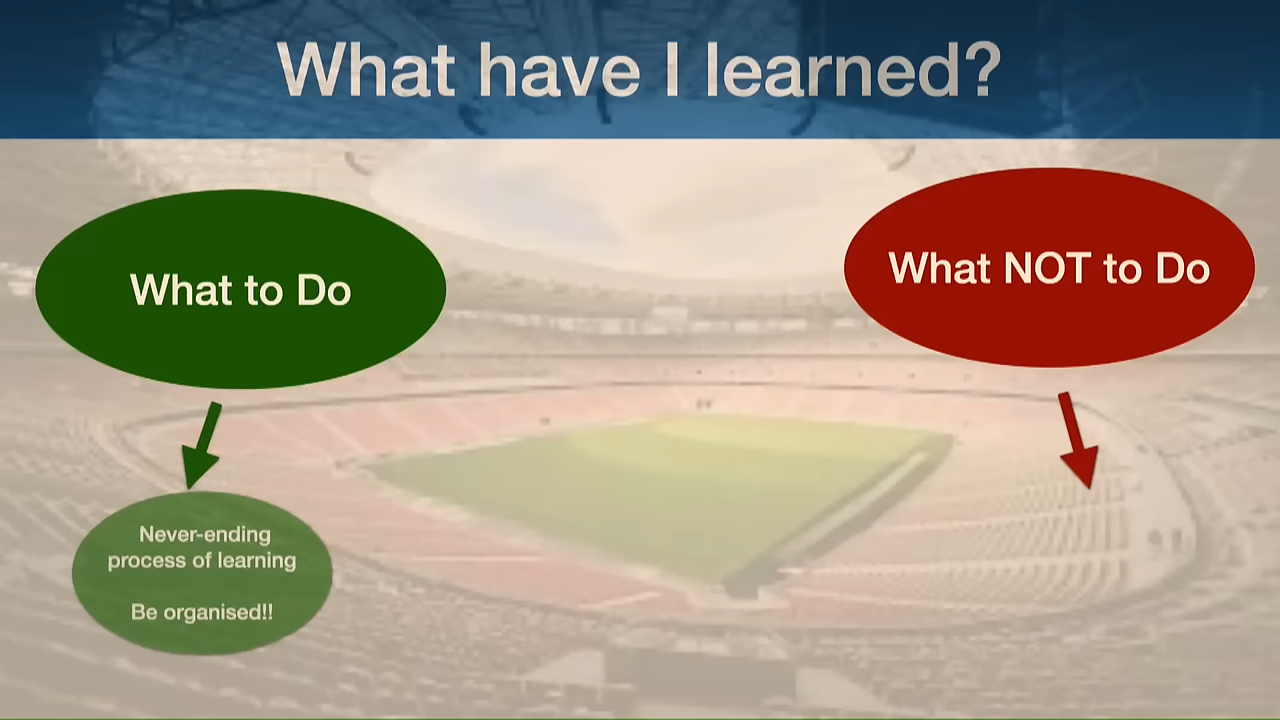 What have I learned?
What to Do
What NOT to Do
Never-ending
process of learning
Be organised!!